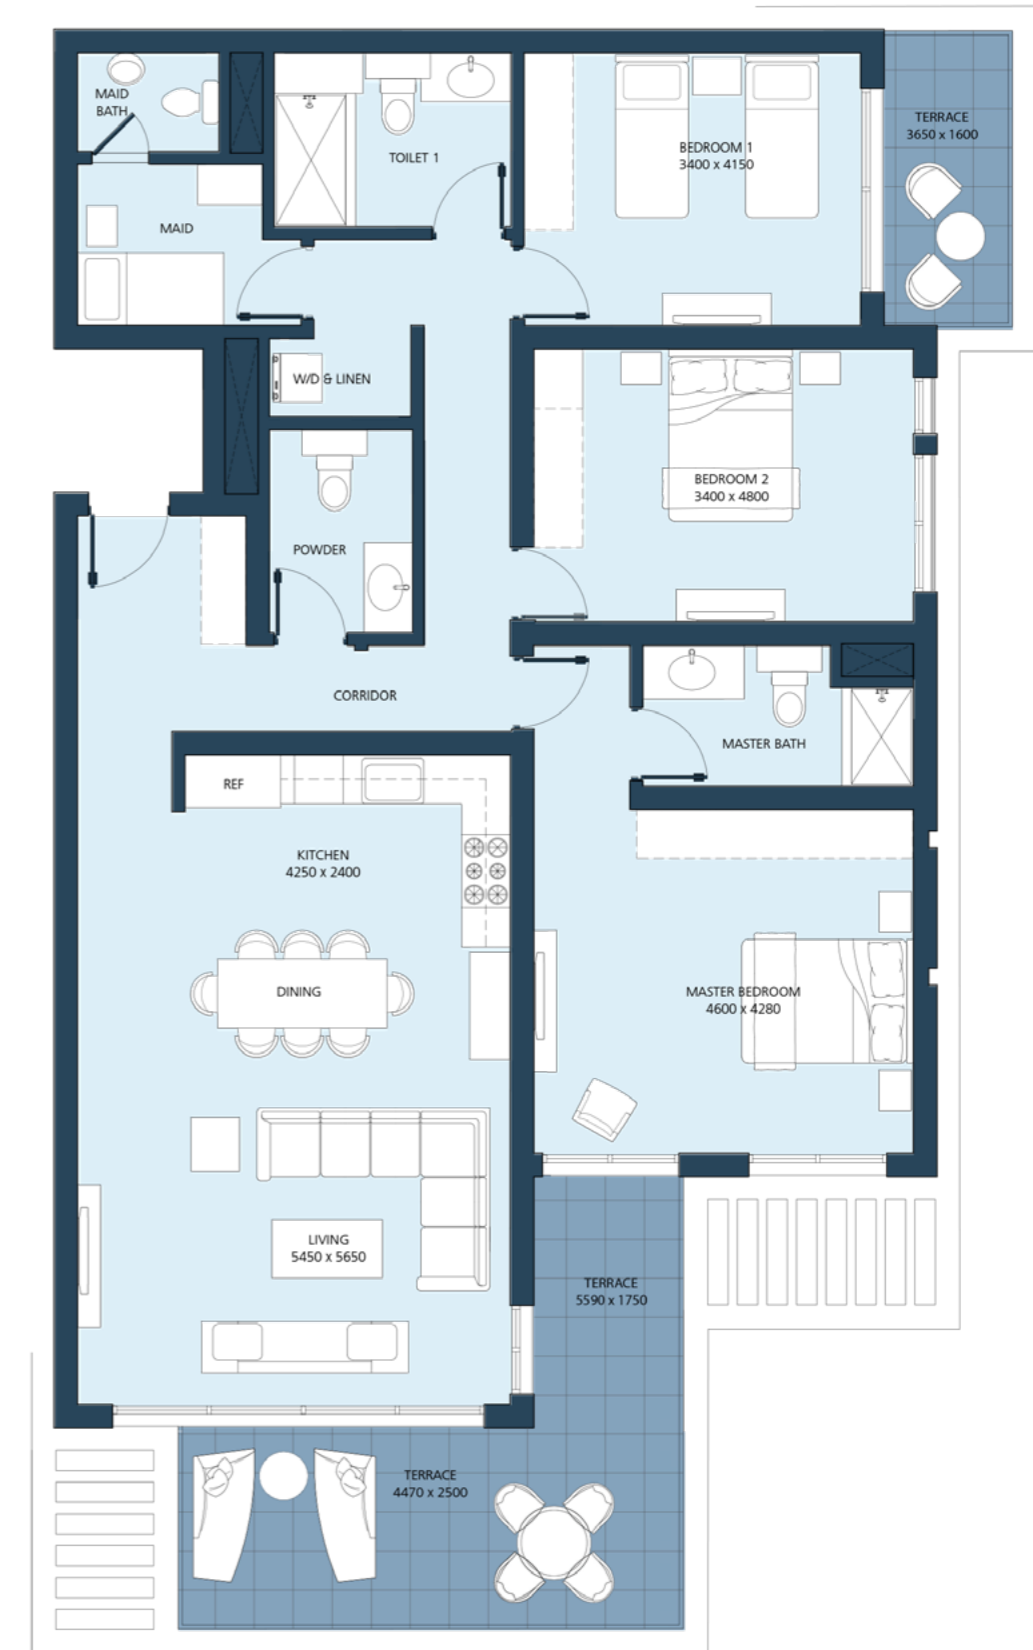 MAID
BATH
TERRACE
3650 x 1600
TOILET 1
BEDROOM 1
3400 x 4150
MAID
W/D & LINEN
BEDROOM 2
3400 x 4800
POWDER
CORRIDOR
MASTER BATH
REF
KITCHEN
4250 x 2400
DINING
MASTER BEDROOM
4600 x 4280
LIVING
5450 x 5650
TERRACE
5590 x 1750
TERRACE
4470 x 2500